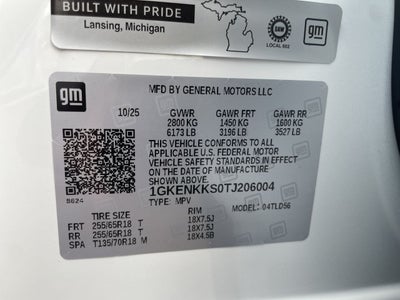 BUILT WITH PRIDE
Lansing, Michigan
gm
LOCAL 602
gm
MFD BY GENERAL MOTORS LLC
10/25 GVWR GAWR FRT GAWR RR
2800 KG 1450 KG 1600 KG
6173 LB 3196 LB 3527 LB
THIS VEHICLE CONFORMS TO ALL
APPLICABLE U.S. FEDERAL MOTOR
VEHICLE SAFETY STANDARDS IN EFFECT
ON THE DATE OF MANUFACTURE SHOWN ABOVE.
1GKENKKS0TJ206004
B624 TYPE: MPV MODEL: 04TLD56
TIRE SIZE RIM
FRT 255/65R18 T 18X7.5J
RR 255/65R18 T 18X7.5J
SPA T135/70R18 M 18X4.5B